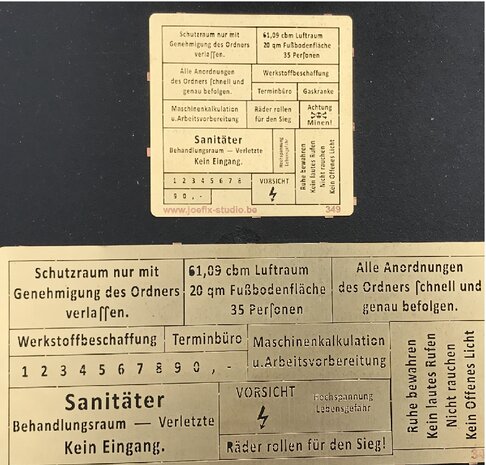 Schutzraum nur mit
Genehmigung des Ordners
verlaſſen.
61,09 cbm Luftraum
20 qm Fußbodenfläche
35 Perſonen
Alle Anordnungen
des Ordners ſchnell und
genau befolgen.
Werkstoffbeschaffung
Terminbüro
Gaskranke
Maschinenkalkulation
u.Arbeitsvorbereitung
Räder rollen
für den Sieg
Achtung
Minen!
Sanitäter
Behandlungsraum — Verletzte
Kein Eingang.
Hochspannung
Lebensgefahr
Ruhe bewahren
Kein lautes Rufen
Nicht rauchen
Kein Offenes Licht
1 2 3 4 5 6 7 8
9 0 , -
VORSICHT
www.joefix-studio.be
349
Schutzraum nur mit
Genehmigung des Ordners
verlaſſen.
61,09 cbm Luftraum
20 qm Fußbodenfläche
35 Perſonen
Alle Anordnungen
des Ordners ſchnell und
genau befolgen.
Werkstoffbeschaffung
Terminbüro
1 2 3 4 5 6 7 8 9 0 , -
Maschinenkalkulation
u.Arbeitsvorbereitung
Ruhe bewahren
Kein lautes Rufen
Nicht rauchen
Kein Offenes Licht
Sanitäter
Behandlungsraum — Verletzte
Kein Eingang.
VORSICHT
Hochspannung
Lebensgefahr
Räder rollen für den Sieg!